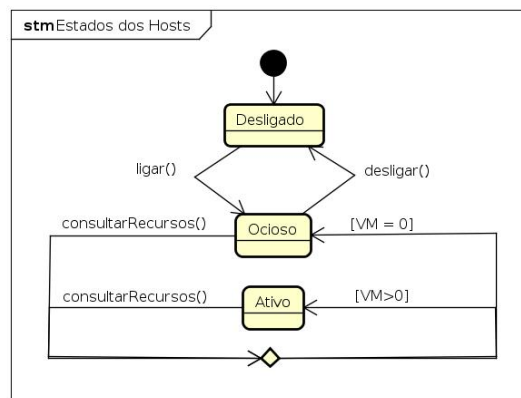 stm Estados dos Hosts
Desligado
ligar()
desligar()
consultarRecursos()
Ocioso
[VM = 0]
consultarRecursos()
Ativo
[VM>0]